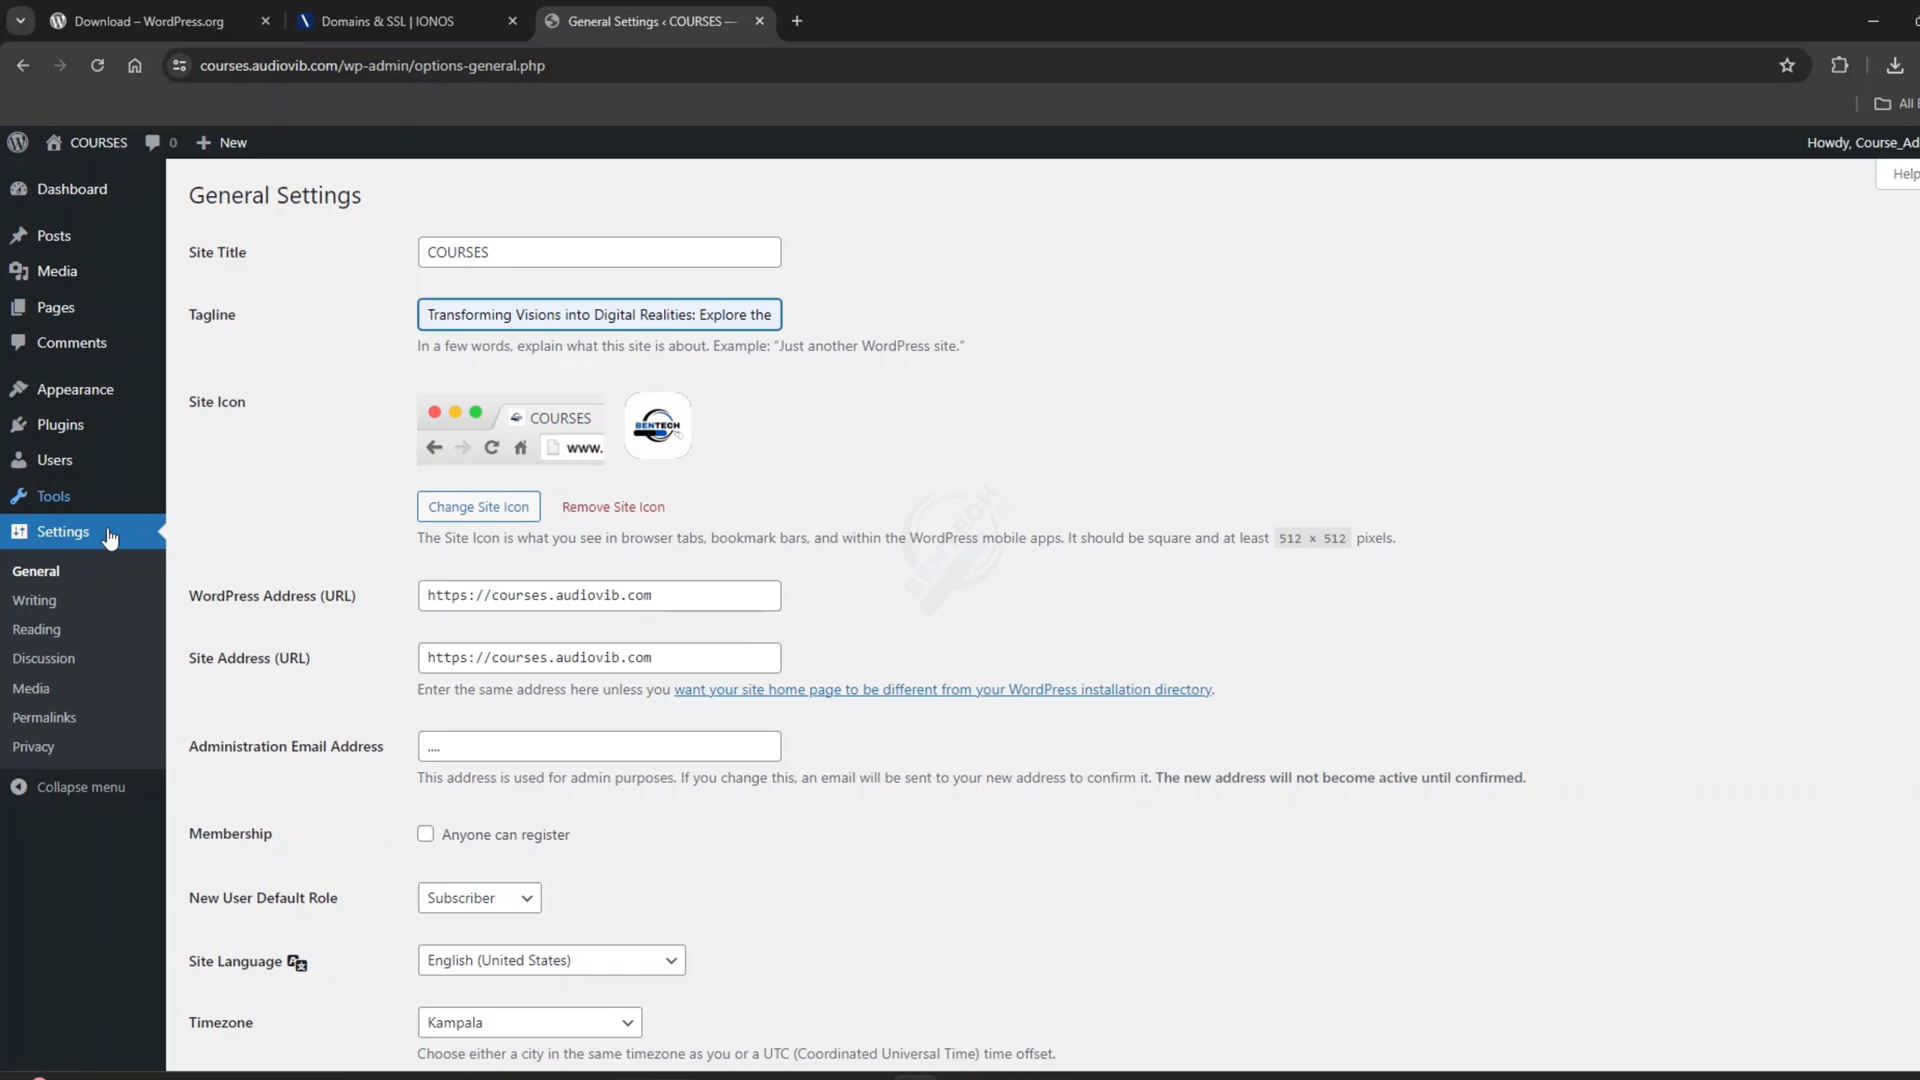 Download – WordPress.org
Domains & SSL | IONOS
General Settings ‹ COURSES —
courses.audiovib.com/wp-admin/options-general.php
All
COURSES
0
New
Howdy, Course_Ad
Help
Dashboard
Posts
Media
Pages
Comments
Appearance
Plugins
Users
Tools
Settings
General
Writing
Reading
Discussion
Media
Permalinks
Privacy
Collapse menu
General Settings
Site Title
COURSES
Tagline
Transforming Visions into Digital Realities: Explore the
In a few words, explain what this site is about. Example: “Just another WordPress site.”
Site Icon
COURSES
www.
BENTECH
Change Site Icon
Remove Site Icon
The Site Icon is what you see in browser tabs, bookmark bars, and within the WordPress mobile apps. It should be square and at least 512 × 512 pixels.
BENTECH
WordPress Address (URL)
https://courses.audiovib.com
Site Address (URL)
https://courses.audiovib.com
Enter the same address here unless you want your site home page to be different from your WordPress installation directory.
Administration Email Address
....
This address is used for admin purposes. If you change this, an email will be sent to your new address to confirm it. The new address will not become active until confirmed.
Membership
Anyone can register
New User Default Role
Subscriber
Site Language
English (United States)
Timezone
Kampala
Choose either a city in the same timezone as you or a UTC (Coordinated Universal Time) time offset.